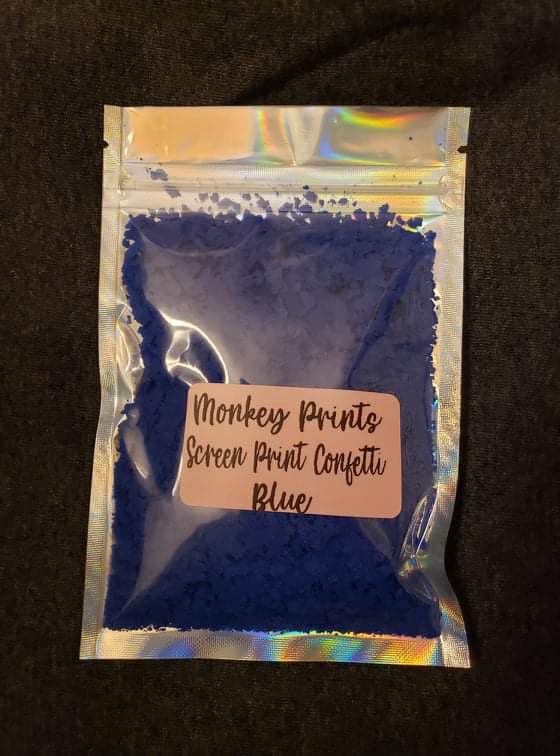 Monkey Prints
Screen Print Confetti
Blue